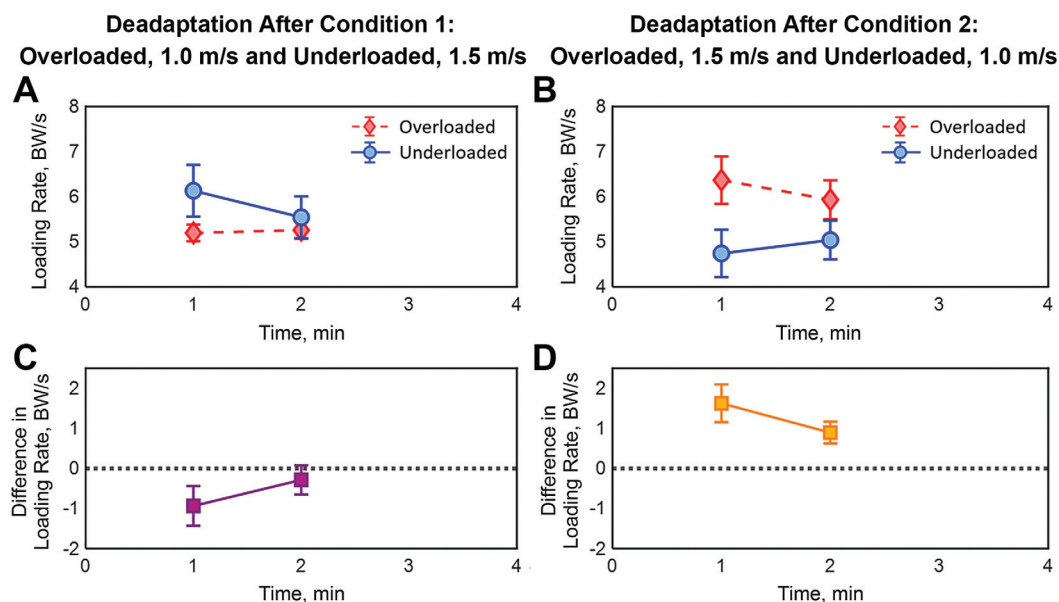 Deadaptation After Condition 1:
Overloaded, 1.0 m/s and Underloaded, 1.5 m/s
Deadaptation After Condition 2:
Overloaded, 1.5 m/s and Underloaded, 1.0 m/s
A
Loading Rate, BW/s
8
7
6
5
4
Overloaded
Underloaded
0 1 2 3 4
Time, min
B
Loading Rate, BW/s
8
7
6
5
4
Overloaded
Underloaded
0 1 2 3 4
Time, min
C
Difference in
Loading Rate, BW/s
2
1
0
-1
-2
0 1 2 3 4
Time, min
D
Difference in
Loading Rate, BW/s
2
1
0
-1
-2
0 1 2 3 4
Time, min